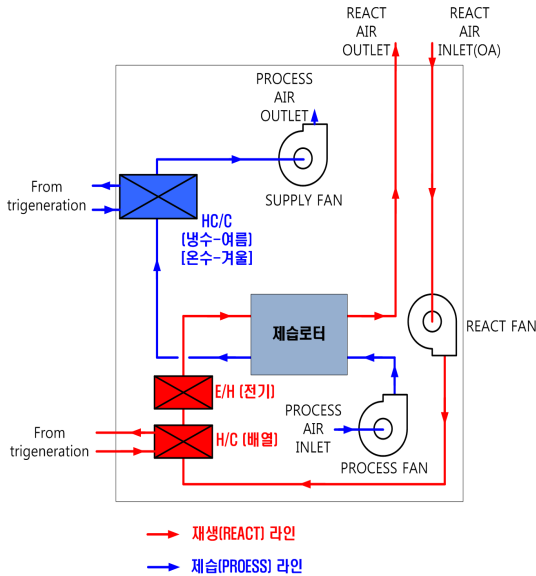 REACT
AIR
OUTLET
REACT
AIR
INLET(OA)
PROCESS
AIR
OUTLET
SUPPLY FAN
From
trigeneration
HC/C
(냉수-여름)
(온수-겨울)
제습로터
REACT FAN
E/H (전기)
PROCESS
AIR
INLET
From
trigeneration
H/C (배열)
PROCESS FAN
재생(REACT) 라인
제습(PROESS) 라인